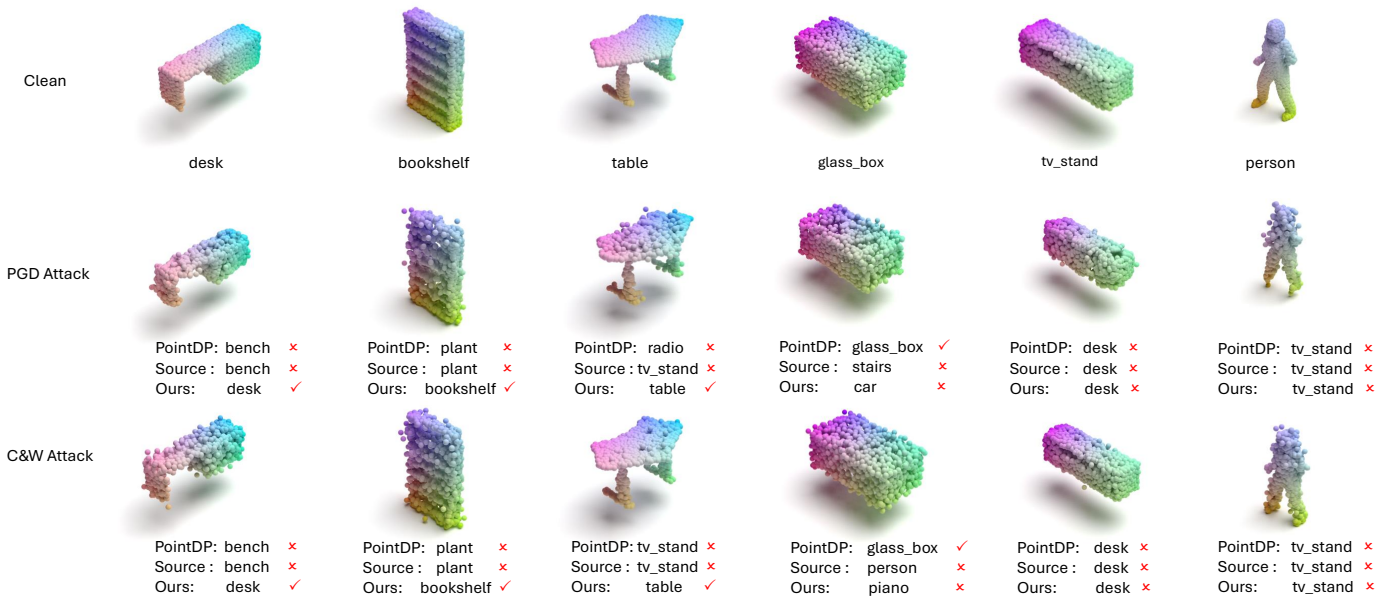 Clean
desk bookshelf table glass_box tv_stand person
PGD Attack
PointDP: bench ✗ PointDP: plant ✗ PointDP: radio ✗ PointDP: glass_box ✓ PointDP: desk ✗ PointDP: tv_stand ✗
Source : bench ✗ Source : plant ✗ Source : tv_stand ✗ Source : stairs ✗ Source : desk ✗ Source : tv_stand ✗
Ours: desk ✓ Ours: bookshelf ✓ Ours: table ✓ Ours: car ✗ Ours: desk ✗ Ours: tv_stand ✗
C&W Attack
PointDP: bench ✗ PointDP: plant ✗ PointDP: tv_stand ✗ PointDP: glass_box ✓ PointDP: desk ✗ PointDP: tv_stand ✗
Source : bench ✗ Source : plant ✗ Source : tv_stand ✗ Source : person ✗ Source : desk ✗ Source : tv_stand ✗
Ours: desk ✓ Ours: bookshelf ✓ Ours: table ✓ Ours: piano ✗ Ours: desk ✗ Ours: tv_stand ✗